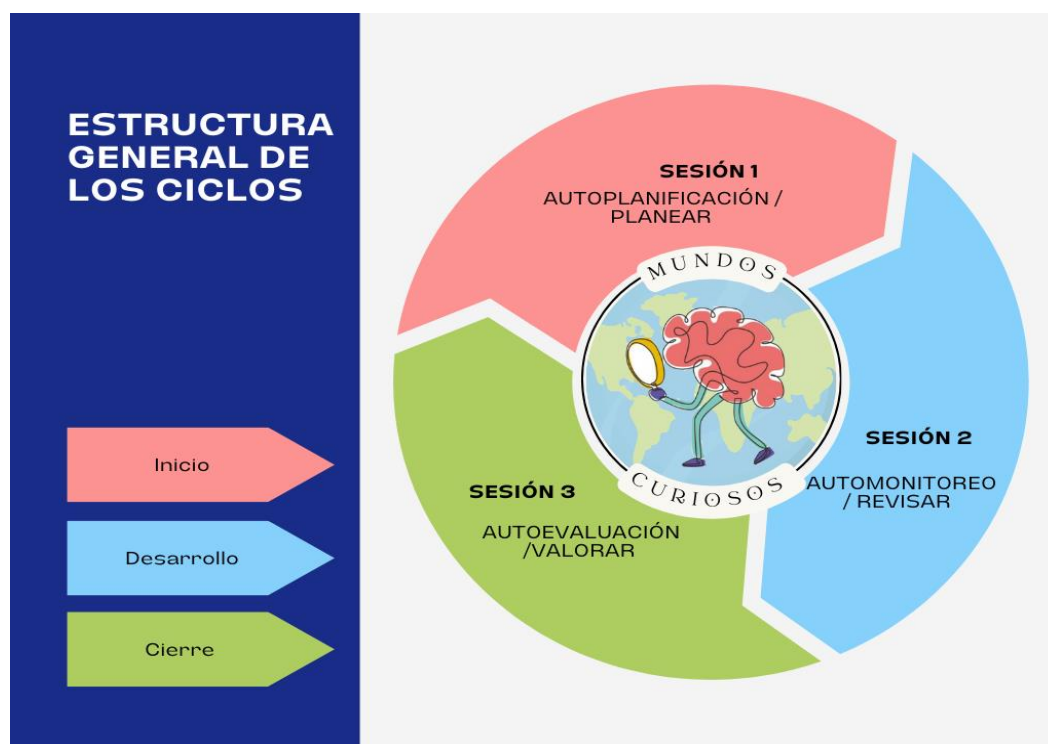 ESTRUCTURA
GENERAL DE
LOS CICLOS
Inicio
Desarrollo
Cierre
SESIÓN 1
AUTOPLANIFICACIÓN /
PLANEAR
MUNDOS
CURIOSOS
SESIÓN 2
AUTOMONITOREO
/ REVISAR
SESIÓN 3
AUTOEVALUACIÓN
/VALORAR